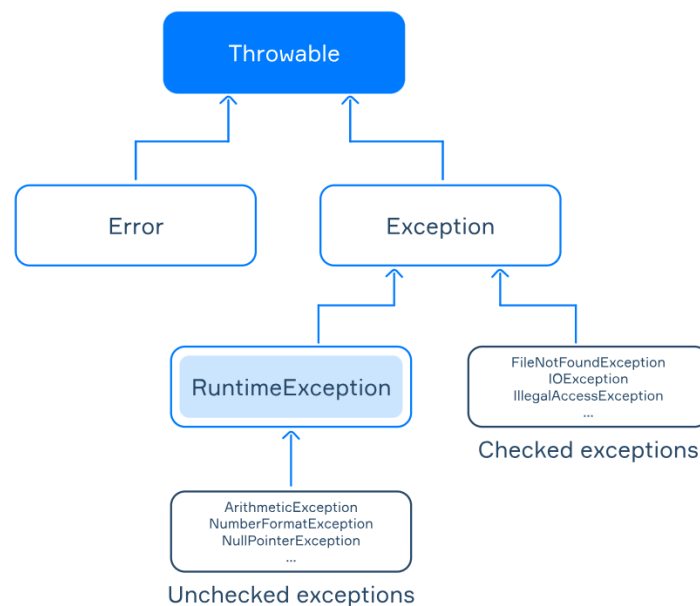 Throwable
Error
Exception
RuntimeException
FileNotFoundException
IOException
IllegalAccessException
...
Checked exceptions
ArithmeticException
NumberFormatException
NullPointerException
...
Unchecked exceptions